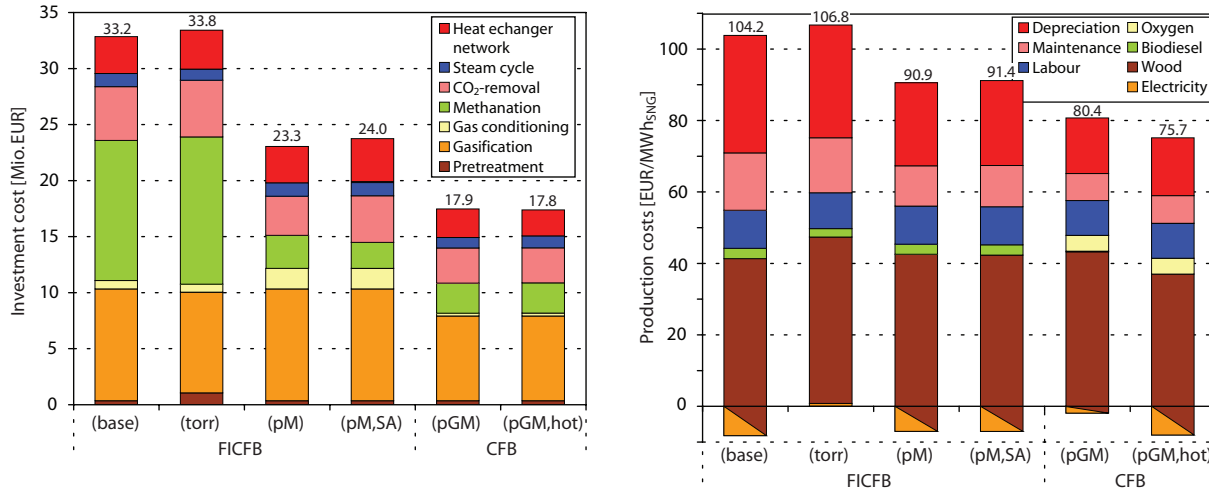 Investment cost [Mio.EUR]
35
30
25
20
15
10
5
0
33.2
33.8
23.3
24.0
17.9
17.8
Heat echanger
network
Steam cycle
CO₂-removal
Methanation
Gas conditioning
Gasification
Pretreatment
(base) (torr) (pM) (pM,SA) (pGM) (pGM,hot)
FICFB CFB
Production costs [EUR/MWhSNG]
100
80
60
40
20
0
104.2
106.8
90.9
91.4
80.4
75.7
Depreciation Oxygen
Maintenance Biodiesel
Labour Wood
Electricity
(base) (torr) (pM) (pM,SA) (pGM) (pGM,hot)
FICFB CFB